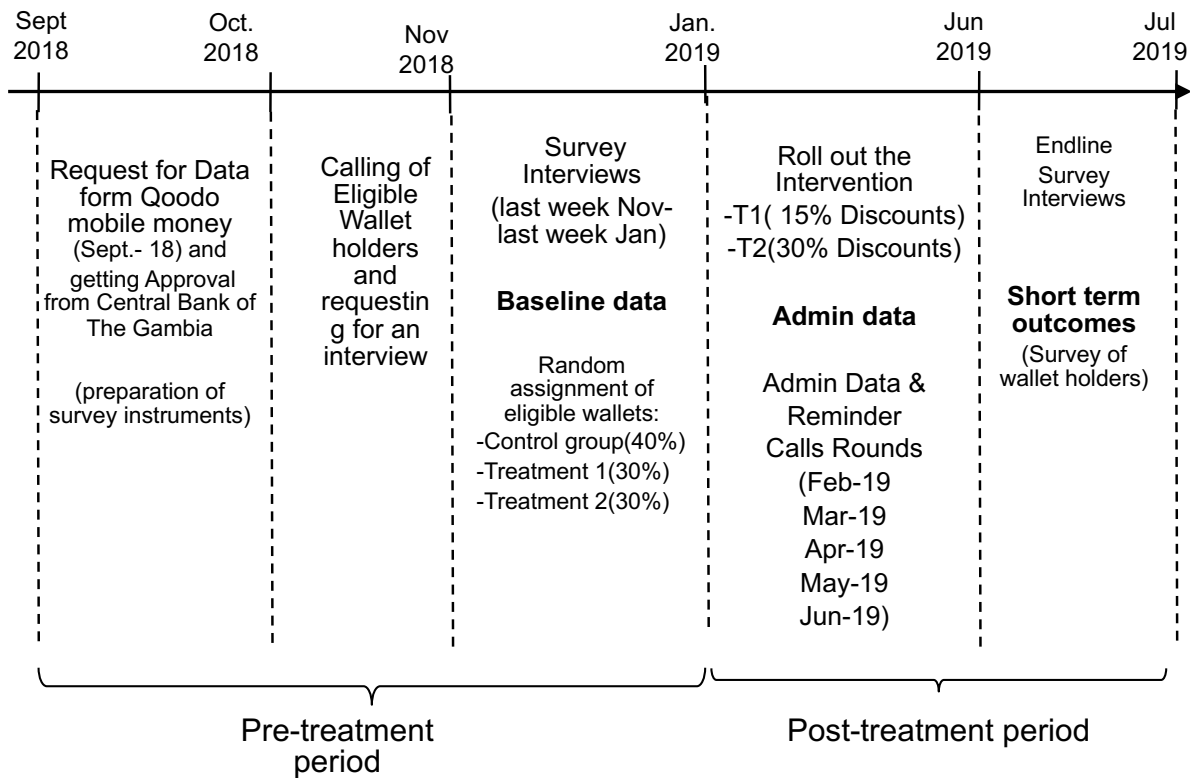 Sept
2018
Oct.
2018
Nov
2018
Jan.
2019
Jun
2019
Jul
2019
Request for Data
form Qoodo
mobile money
(Sept.- 18) and
getting Approval
from Central Bank of
The Gambia
(preparation of
survey instruments)
Calling of
Eligible
Wallet
holders
and
requestin
g for an
interview
Survey
Interviews
(last week Nov-
last week Jan)
Baseline data
Random
assignment of
eligible wallets:
-Control group(40%)
-Treatment 1(30%)
-Treatment 2(30%)
Roll out the
Intervention
-T1( 15% Discounts)
-T2(30% Discounts)
Admin data
Admin Data &
Reminder
Calls Rounds
(Feb-19
Mar-19
Apr-19
May-19
Jun-19)
Endline
Survey
Interviews
Short term
outcomes
(Survey of
wallet holders)
Pre-treatment
period
Post-treatment period